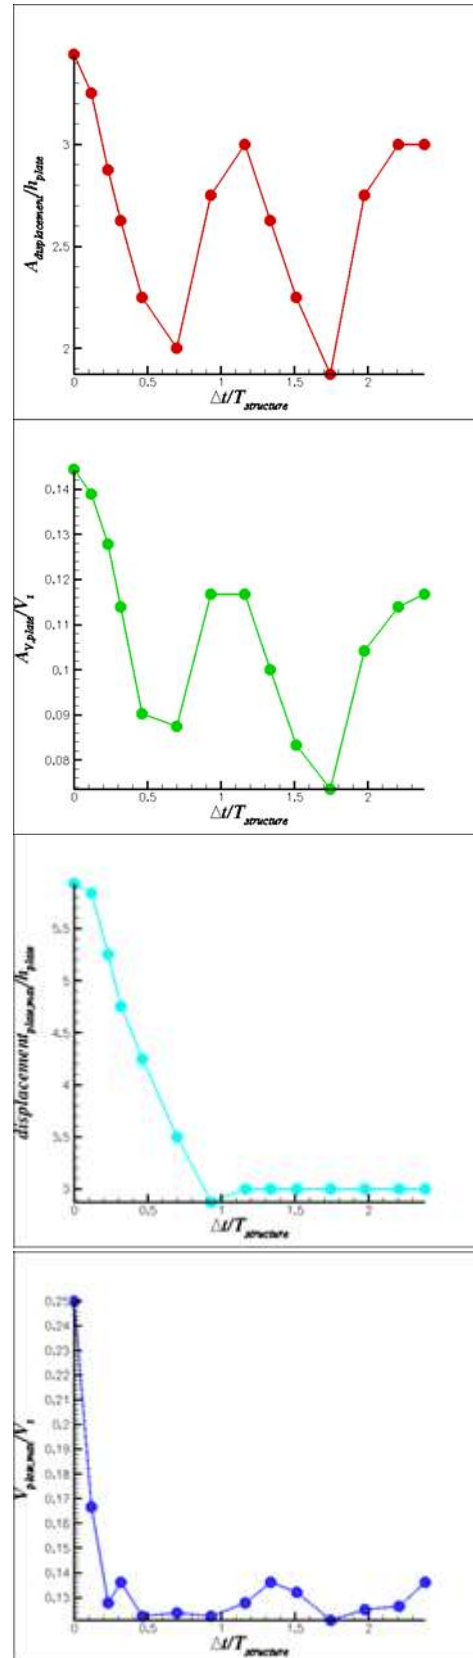 3
2.5
2
A_displacement/h_plate
0 0.5 1 1.5 2
Δt/T_structure
0.14
0.13
0.12
0.11
0.1
0.09
0.08
A_V,plate/V_1
0 0.5 1 1.5 2
Δt/T_structure
5.5
5
4.5
4
3.5
3
displacement_plate,max/h_plate
0 0.5 1 1.5 2
Δt/T_structure
0.25
0.24
0.23
0.22
0.21
0.2
0.19
0.18
0.17
0.16
0.15
0.14
0.13
V_plate,max/V_1
0 0.5 1 1.5 2
Δt/T_structure